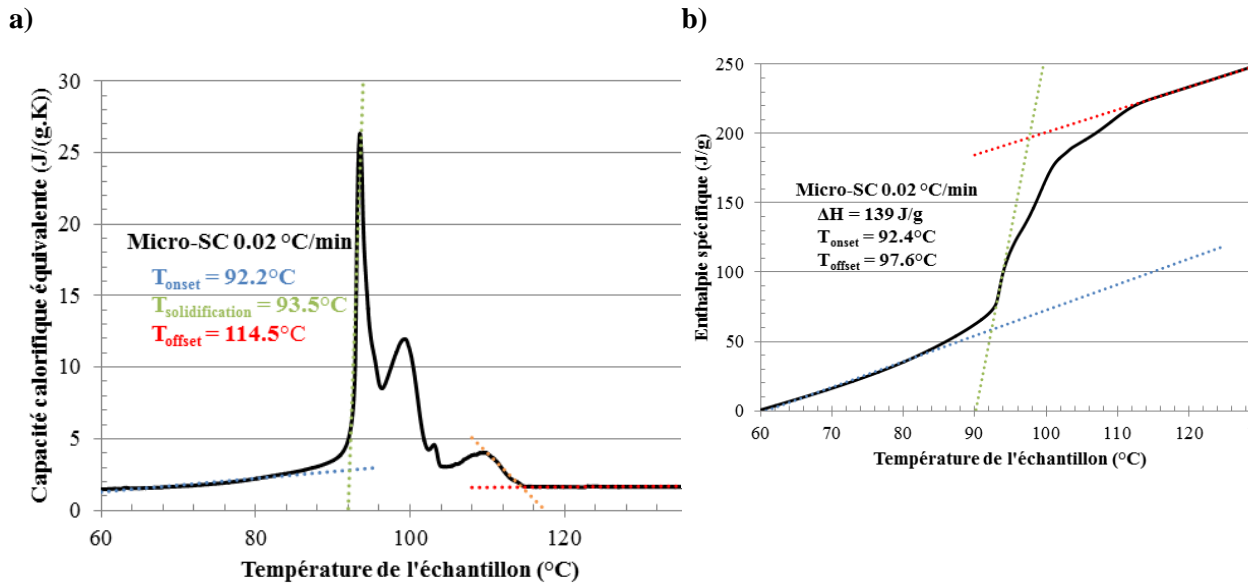 a)
b)
Capacité calorifique équivalente (J/(g.K))
30
25
20
15
10
5
0
Micro-SC 0.02 °C/min
Tonset = 92.2°C
Tsolidification = 93.5°C
Toffset = 114.5°C
60
80
100
120
Température de l'échantillon (°C)
Enthalpie spécifique (J/g)
250
200
150
100
50
0
Micro-SC 0.02 °C/min
ΔH = 139 J/g
Tonset = 92.4°C
Toffset = 97.6°C
60
70
80
90
100
110
120
Température de l'échantillon (°C)